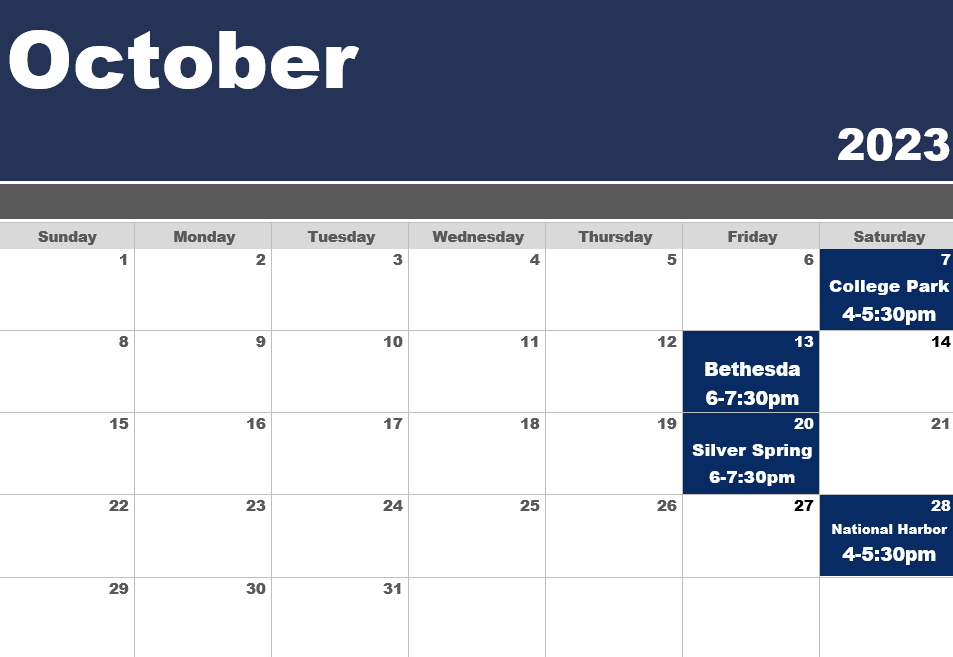 October
2023
Sunday Monday Tuesday Wednesday Thursday Friday Saturday
1 2 3 4 5 6 7
College Park
4-5:30pm
8 9 10 11 12 13 14
Bethesda
6-7:30pm
15 16 17 18 19 20 21
Silver Spring
6-7:30pm
22 23 24 25 26 27 28
National Harbor
4-5:30pm
29 30 31